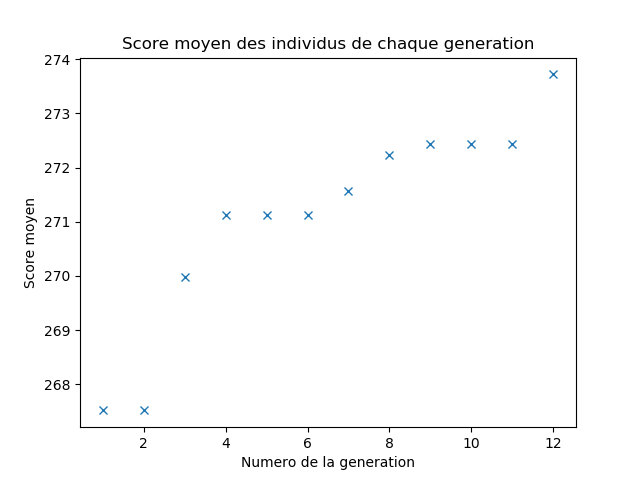 Score moyen des individus de chaque generation
274
273
272
271
270
269
268
Score moyen
2 4 6 8 10 12
Numero de la generation